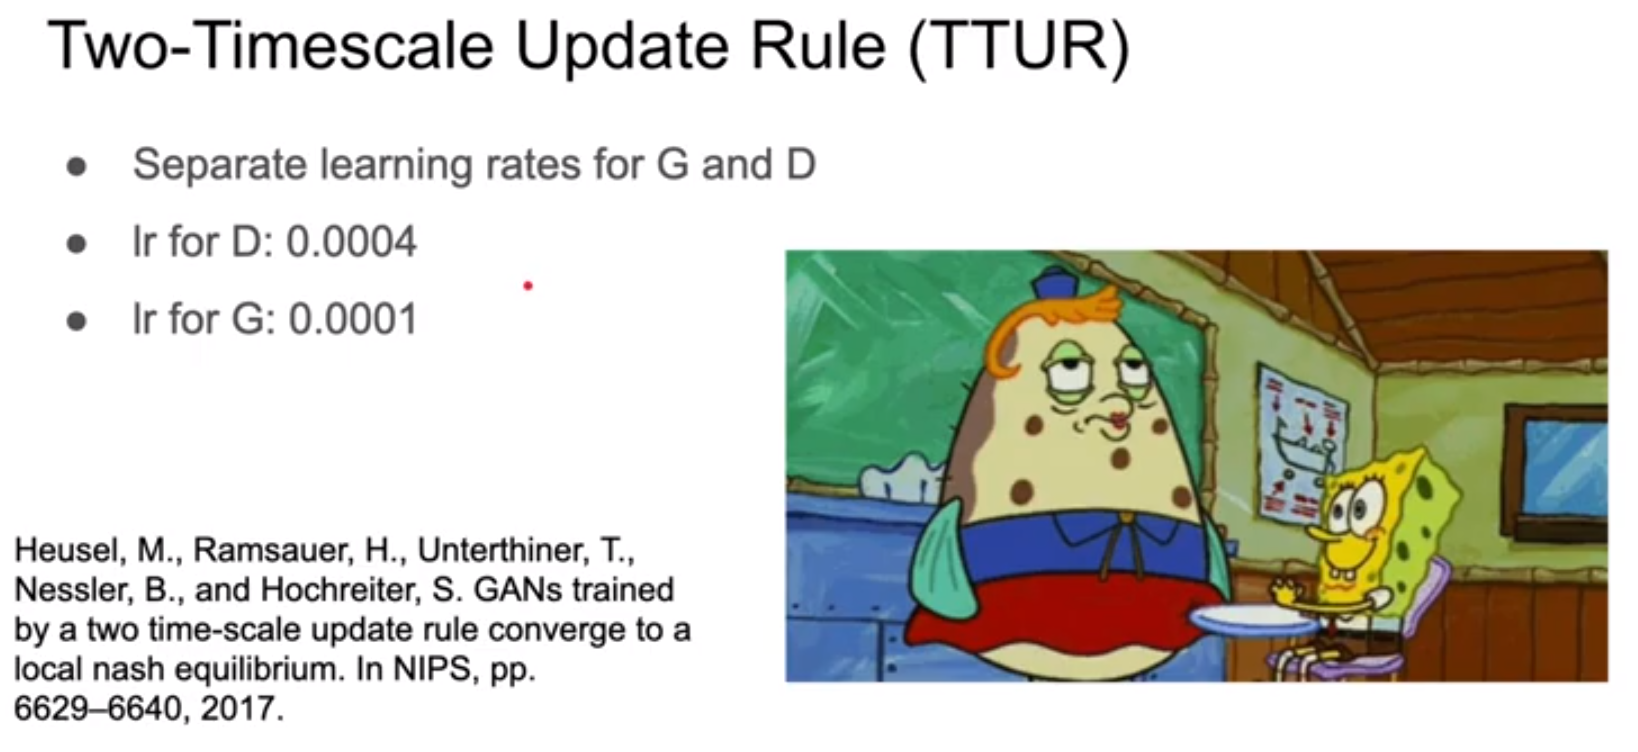 Two-Timescale Update Rule (TTUR)
● Separate learning rates for G and D
● lr for D: 0.0004
● lr for G: 0.0001
Heusel, M., Ramsauer, H., Unterthiner, T.,
Nessler, B., and Hochreiter, S. GANs trained
by a two time-scale update rule converge to a
local nash equilibrium. In NIPS, pp.
6629–6640, 2017.